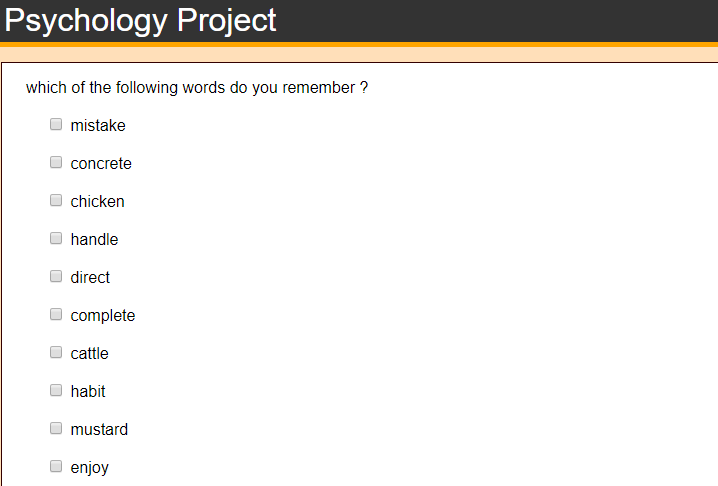 Psychology Project
which of the following words do you remember ?
mistake
concrete
chicken
handle
direct
complete
cattle
habit
mustard
enjoy